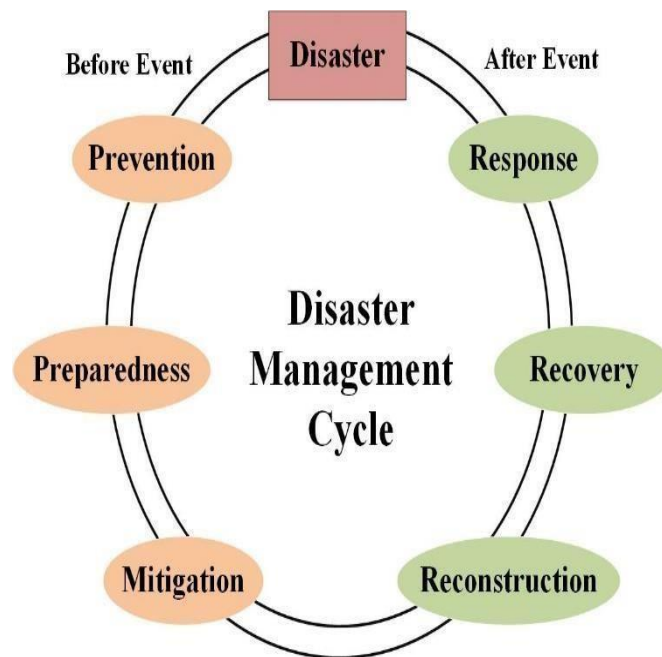 Disaster
Before Event
After Event
Prevention
Response
Disaster
Management
Cycle
Preparedness
Recovery
Mitigation
Reconstruction